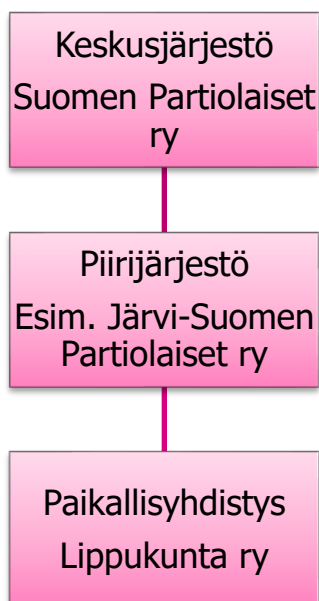 Keskusjärjestö
Suomen Partiolaiset
ry
Piirijärjestö
Esim. Järvi-Suomen
Partiolaiset ry
Paikallisyhdistys
Lippukunta ry